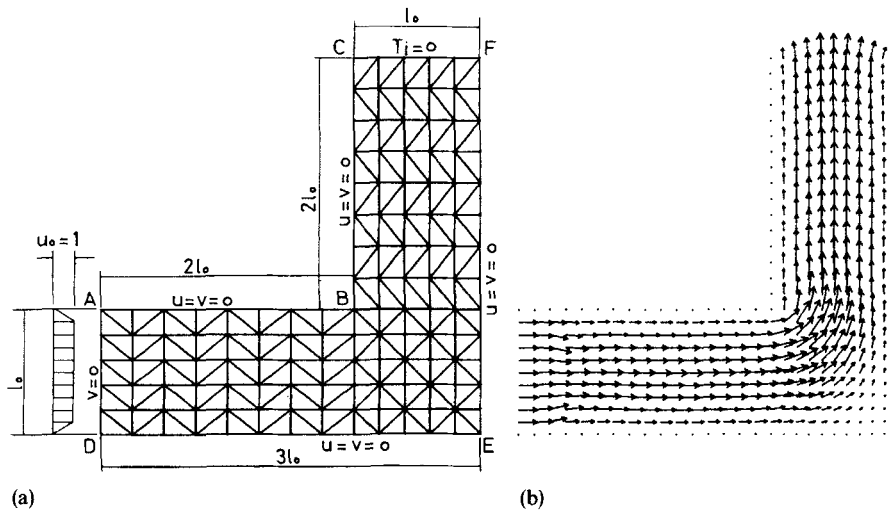 l₀
C
F
Tᵢ=0
u=v=0
2l₀
u₀=1
2l₀
u=v=0
A
u=v=0
B
l₀
v=0
D
u=v=0
E
3l₀
(a)
(b)